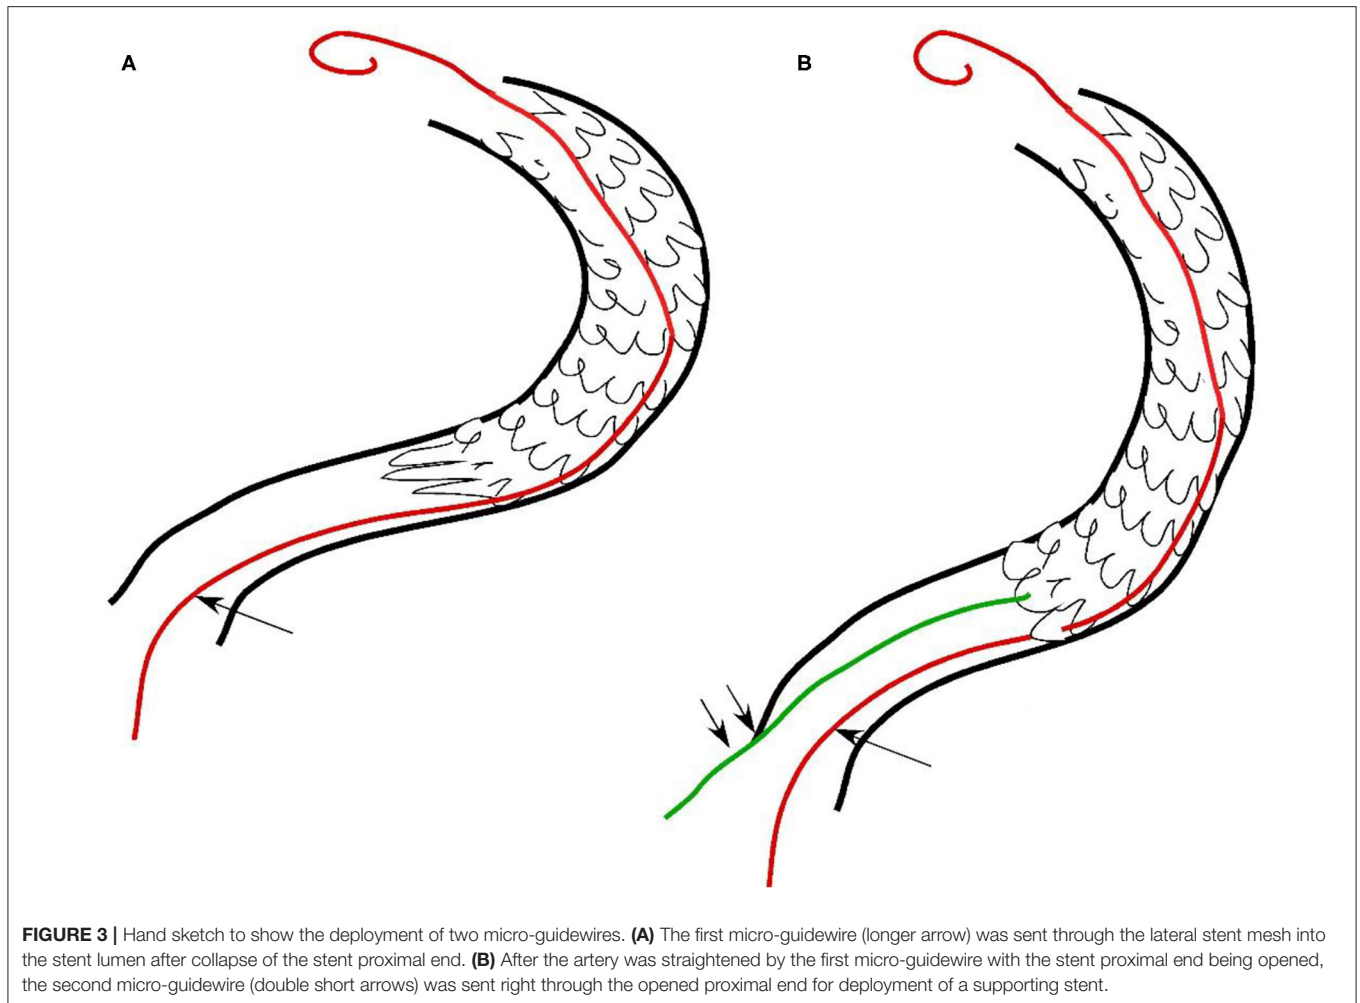 A
B
FIGURE 3 | Hand sketch to show the deployment of two micro-guidewires. (A) The first micro-guidewire (longer arrow) was sent through the lateral stent mesh into
the stent lumen after collapse of the stent proximal end. (B) After the artery was straightened by the first micro-guidewire with the stent proximal end being opened,
the second micro-guidewire (double short arrows) was sent right through the opened proximal end for deployment of a supporting stent.